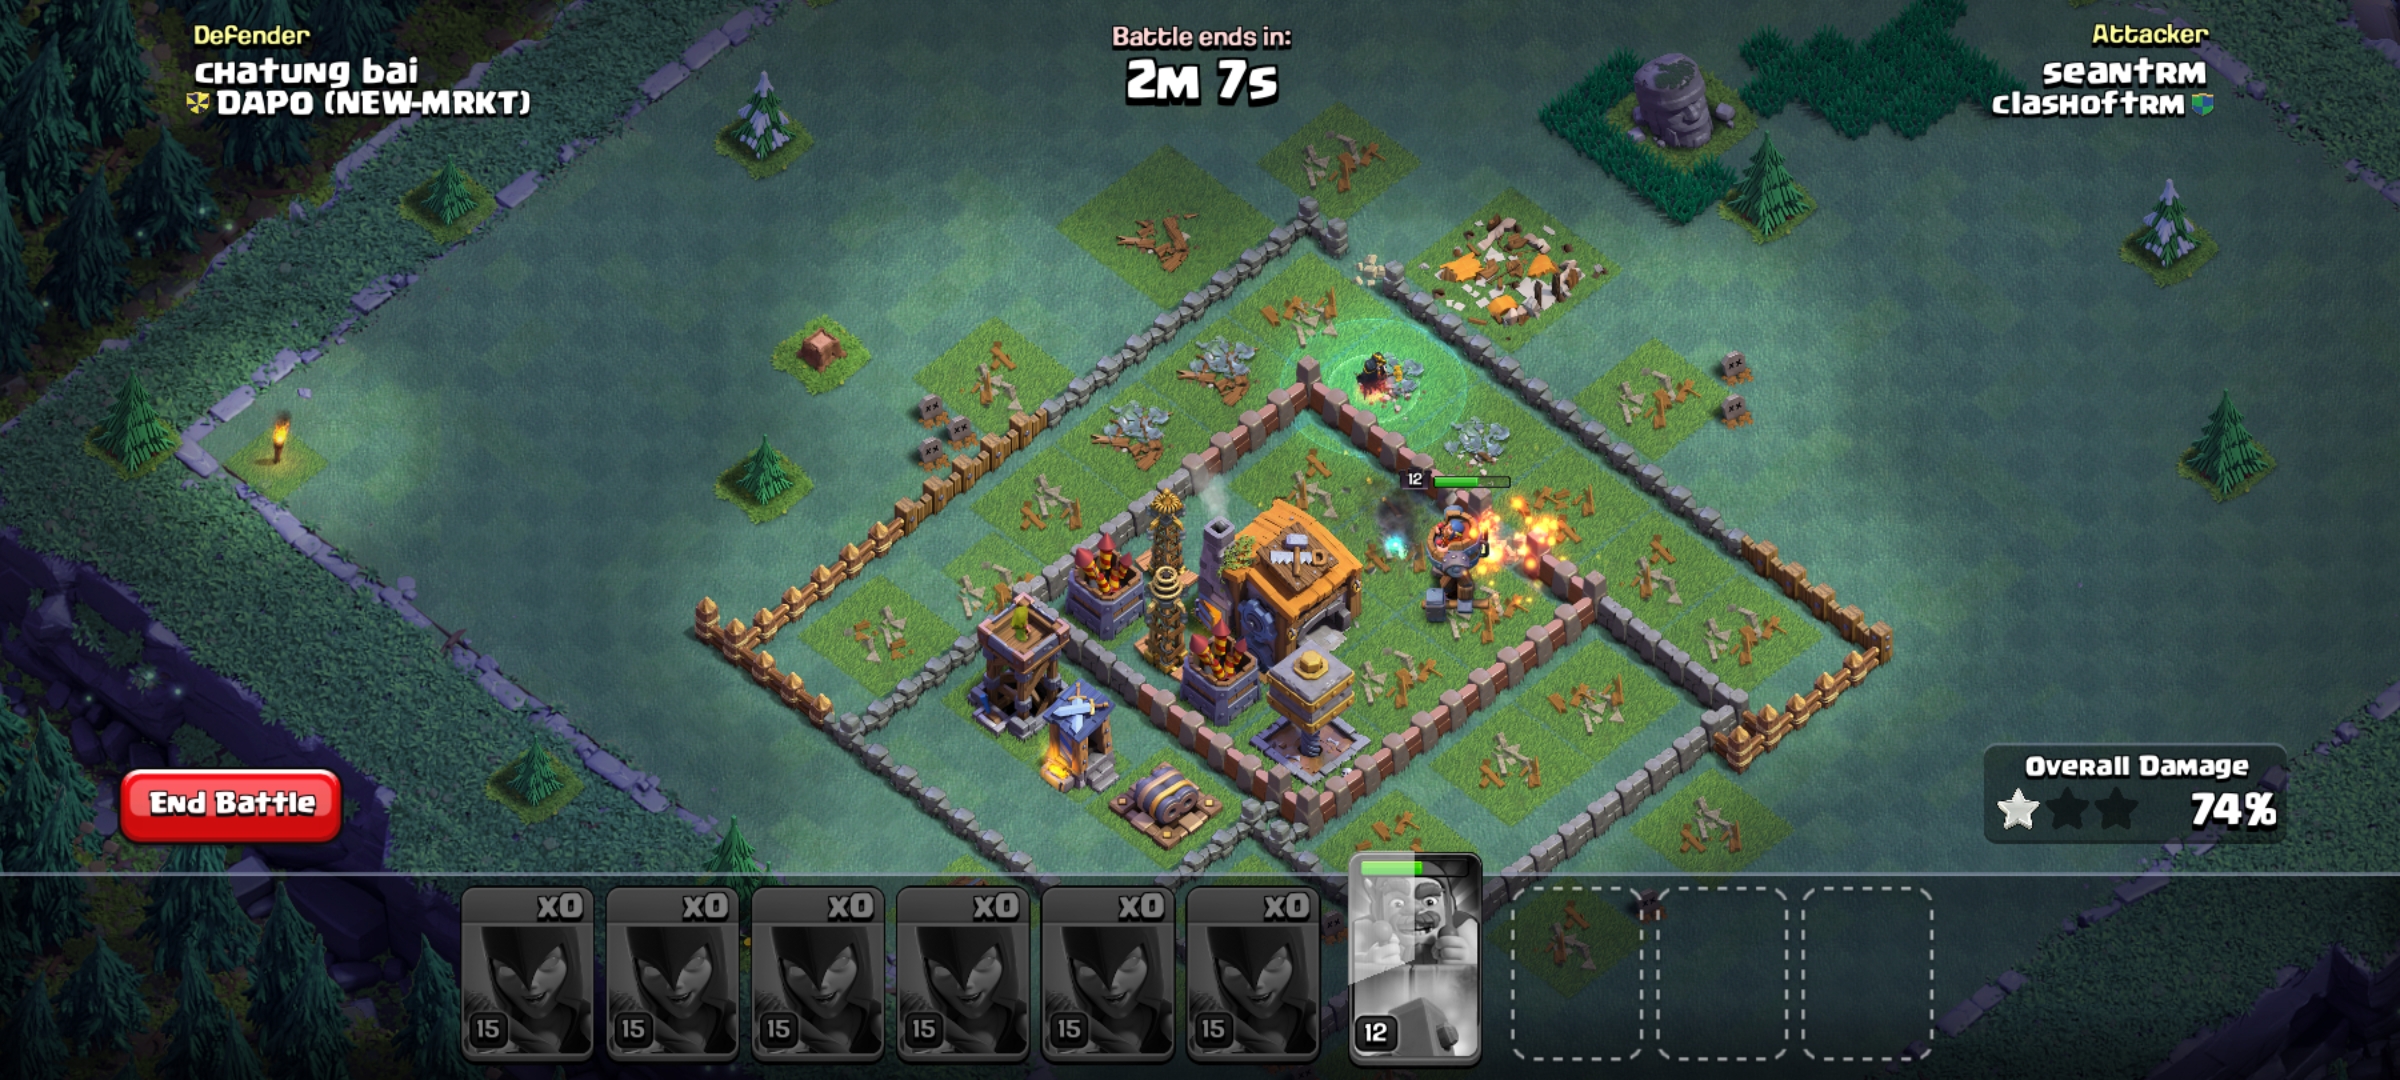 Defender
chatung bai
DAPO (NEW-MRKT)
Battle ends in:
2M 7s
Attacker
seantRM
clashoftRM
12
End Battle
Overall Damage
74%
x0
x0
x0
x0
x0
x0
15
15
15
15
15
15
12